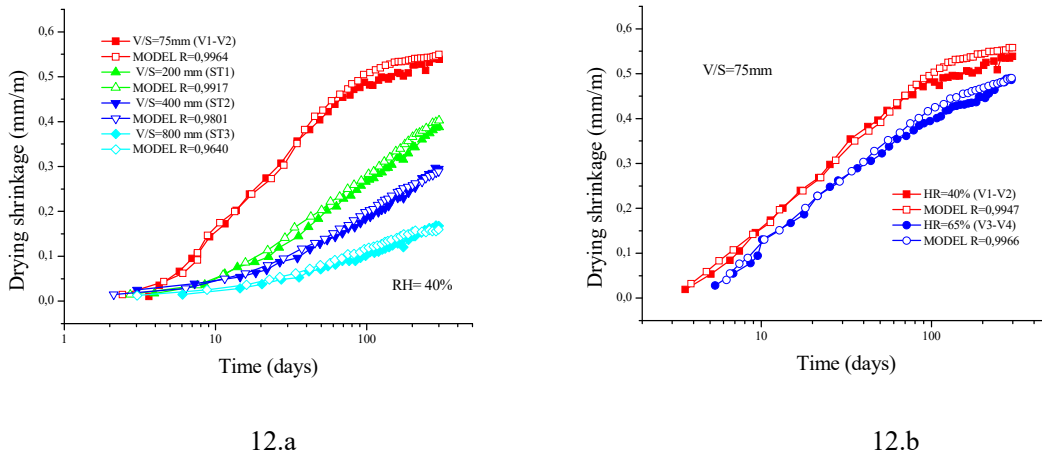 0,6
0,5
0,4
0,3
0,2
0,1
0,0
Drying shrinkage (mm/m)
V/S=75mm (V1-V2)
MODEL R=0,9964
V/S=200 mm (ST1)
MODEL R=0,9917
V/S=400 mm (ST2)
MODEL R=0,9801
V/S=800 mm (ST3)
MODEL R=0,9640
RH= 40%
1
10
100
Time (days)
12.a
0,6
0,5
0,4
0,3
0,2
0,1
0,0
Drying shrinkage (mm/m)
V/S=75mm
HR=40% (V1-V2)
MODEL R=0,9947
HR=65% (V3-V4)
MODEL R=0,9966
10
100
Time (days)
12.b